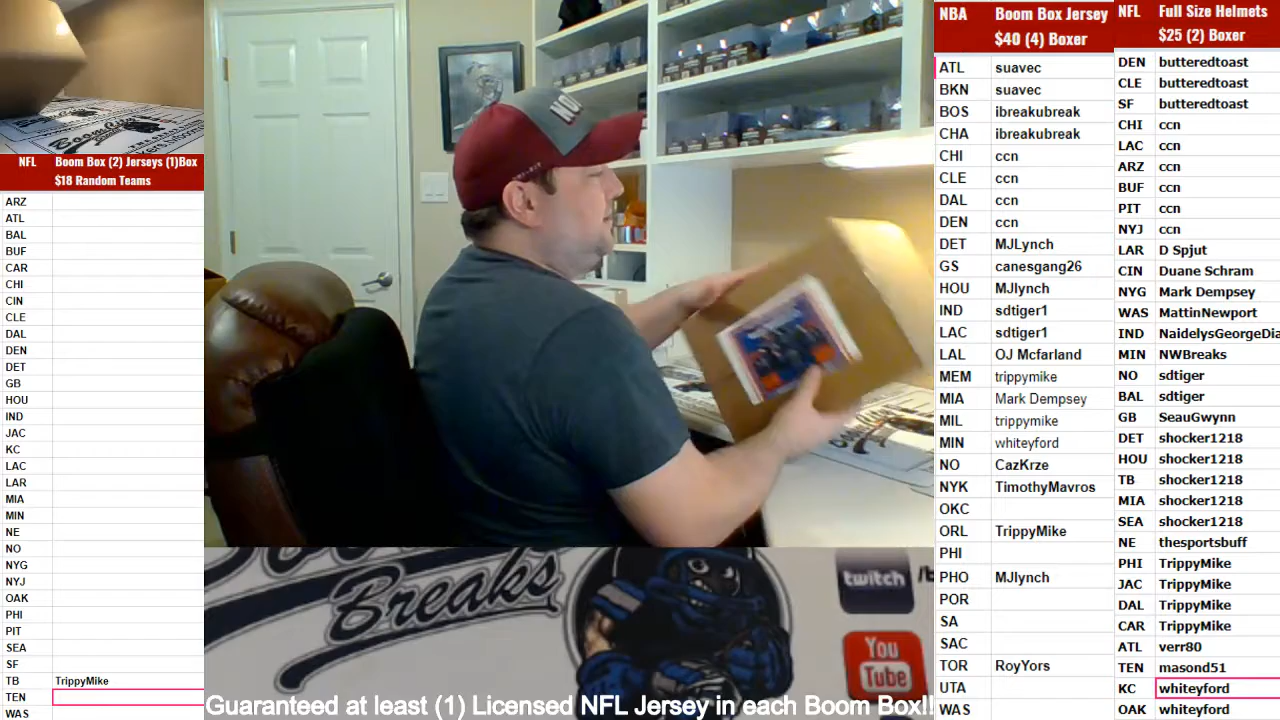 NFL Boom Box (2) Jerseys (1)Box
$18 Random Teams
ARZ
ATL
BAL
BUF
CAR
CHI
CIN
CLE
DAL
DEN
DET
GB
HOU
IND
JAC
KC
LAC
LAR
MIA
MIN
NE
NO
NYG
NYJ
OAK
PHI
PIT
SEA
SF
TB TrippyMike
TEN
WAS
Breaks
twitch
You
Tube
Guaranteed at least (1) Licensed NFL Jersey in each Boom Box!!
NBA Boom Box Jersey
$40 (4) Boxer
ATL suavec
BKN suavec
BOS ibreakubreak
CHA ibreakubreak
CHI ccn
CLE ccn
DAL ccn
DEN ccn
DET MJLynch
GS canesgang26
HOU MJlynch
IND sdtiger1
LAC sdtiger1
LAL OJ Mcfarland
MEM trippymike
MIA Mark Dempsey
MIL trippymike
MIN whiteyford
NO CazKrze
NYK TimothyMavros
OKC
ORL TrippyMike
PHI
PHO MJlynch
POR
SA
SAC
TOR RoyYors
UTA
WAS
NFL Full Size Helmets
$25 (2) Boxer
DEN butteredtoast
CLE butteredtoast
SF butteredtoast
CHI ccn
LAC ccn
ARZ ccn
BUF ccn
PIT ccn
NYJ ccn
LAR D Spjut
CIN Duane Schram
NYG Mark Dempsey
WAS MattinNewport
IND NaidelysGeorgeDia
MIN NWBreaks
NO sdtiger
BAL sdtiger
GB SeauGwynn
DET shocker1218
HOU shocker1218
TB shocker1218
MIA shocker1218
SEA shocker1218
NE thesportsbuff
PHI TrippyMike
JAC TrippyMike
DAL TrippyMike
CAR TrippyMike
ATL verr80
TEN masond51
KC whiteyford
OAK whiteyford